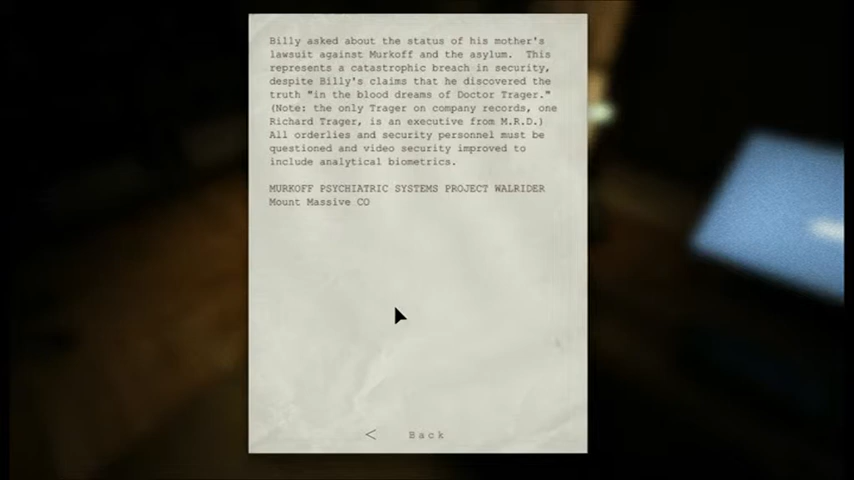 Billy asked about the status of his mother's
lawsuit against Murkoff and the asylum.  This
represents a catastrophic breach in security,
despite Billy's claims that he discovered the
truth "in the blood dreams of Doctor Trager."
(Note: the only Trager on company records, one
Richard Trager, is an executive from M.R.D.)
All orderlies and security personnel must be
questioned and video security improved to
include analytical biometrics.
MURKOFF PSYCHIATRIC SYSTEMS PROJECT WALRIDER
Mount Massive CO
< Back